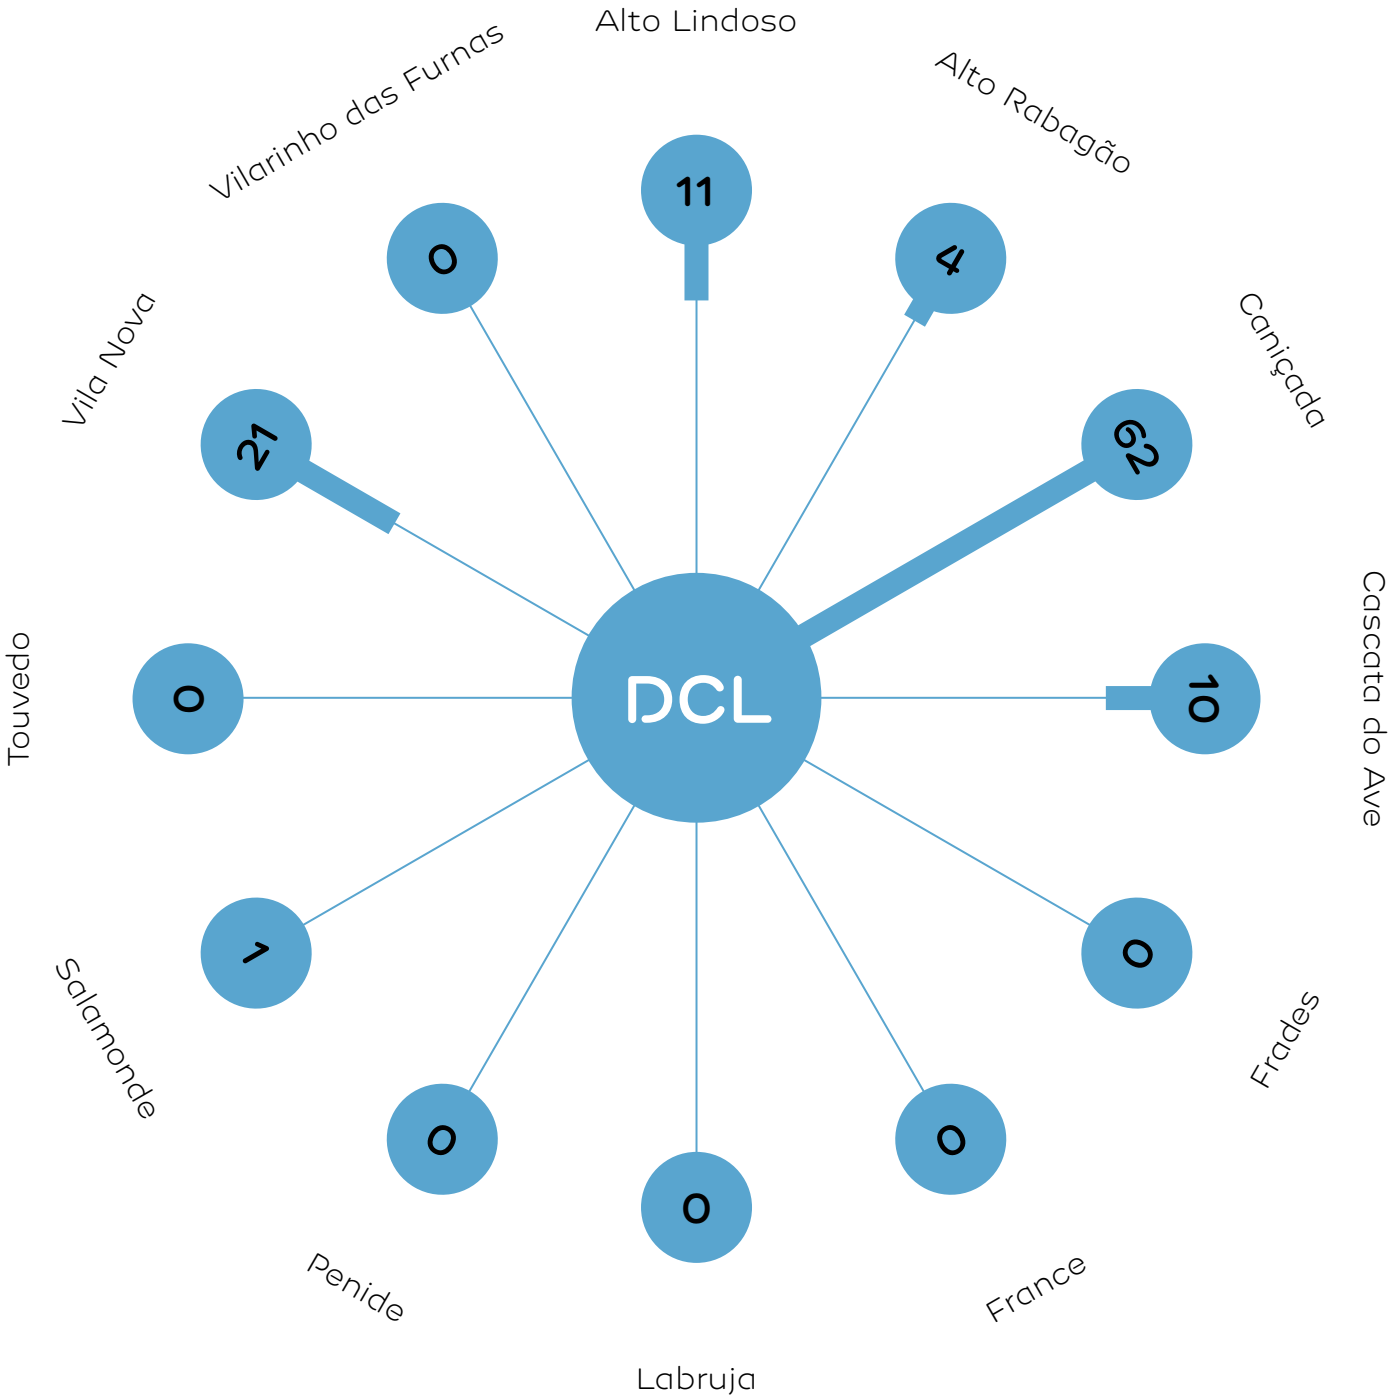 Alto Lindoso
11
Alto Rabagão
4
Caniçada
62
Cascata do Ave
10
Frades
0
France
0
Labruja
0
Penide
0
Salamonde
1
Touvedo
0
Vila Nova
21
Vilarinho das Furnas
0
DCL